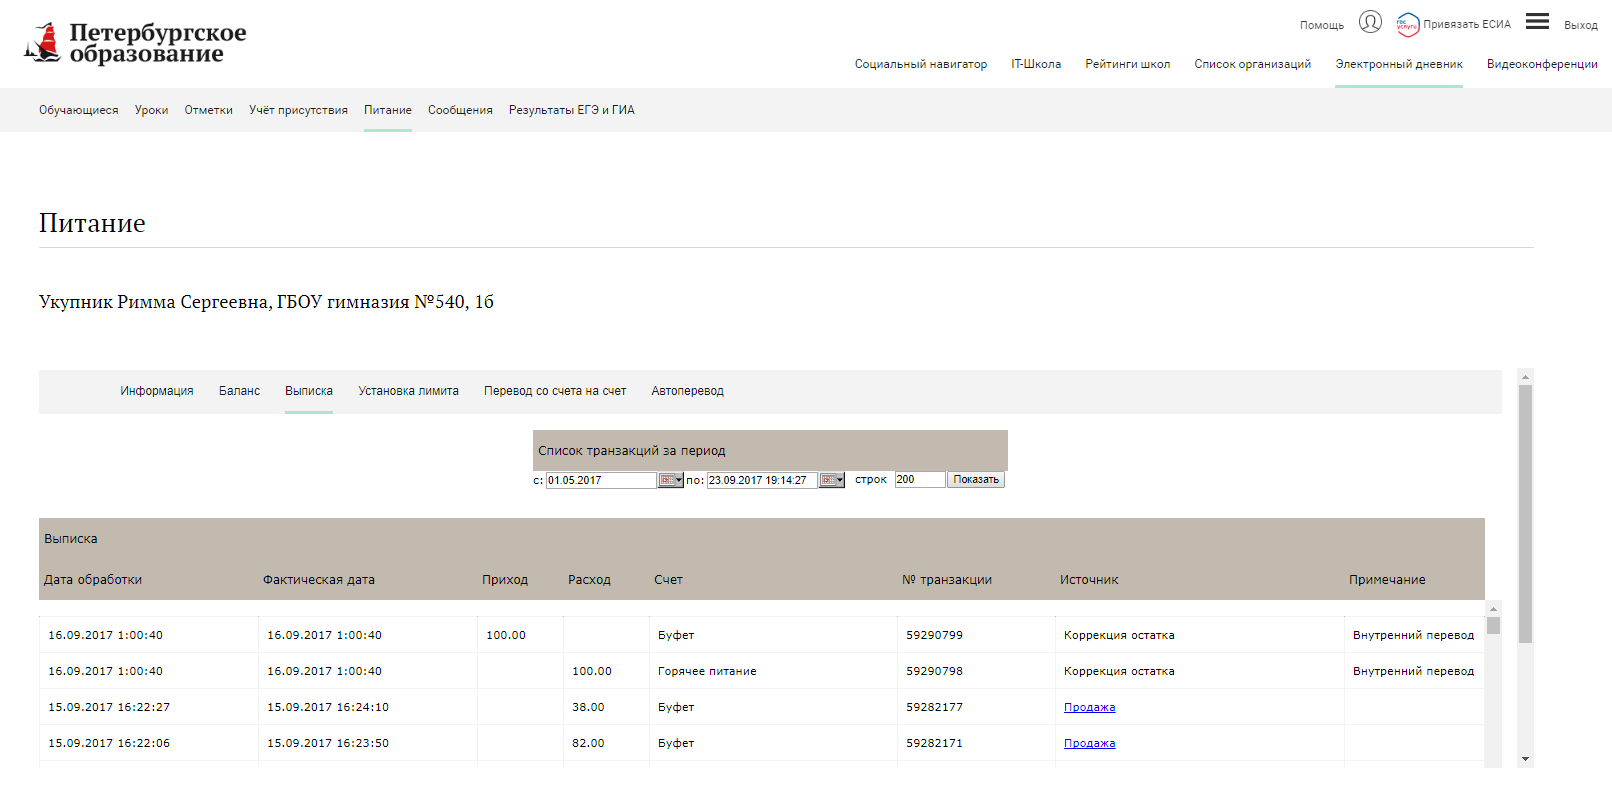 Петербургское
образование
Помощь
гос
услуги
Привязать ЕСИА
Выход
Социальный навигатор IT-Школа Рейтинги школ Список организаций Электронный дневник Видеоконференции
Обучающиеся Уроки Отметки Учёт присутствия Питание Сообщения Результаты ЕГЭ и ГИА
Питание
Укупник Римма Сергеевна, ГБОУ гимназия №540, 1б
Информация Баланс Выписка Установка лимита Перевод со счета на счет Автоперевод
Список транзакций за период
с: 01.05.2017 по: 23.09.2017 19:14:27 строк 200 Показать
Выписка
Дата обработки Фактическая дата Приход Расход Счет № транзакции Источник Примечание
16.09.2017 1:00:40 16.09.2017 1:00:40 100.00 Буфет 59290799 Коррекция остатка Внутренний перевод
16.09.2017 1:00:40 16.09.2017 1:00:40 100.00 Горячее питание 59290798 Коррекция остатка Внутренний перевод
15.09.2017 16:22:27 15.09.2017 16:24:10 38.00 Буфет 59282177 Продажа
15.09.2017 16:22:06 15.09.2017 16:23:50 82.00 Буфет 59282171 Продажа